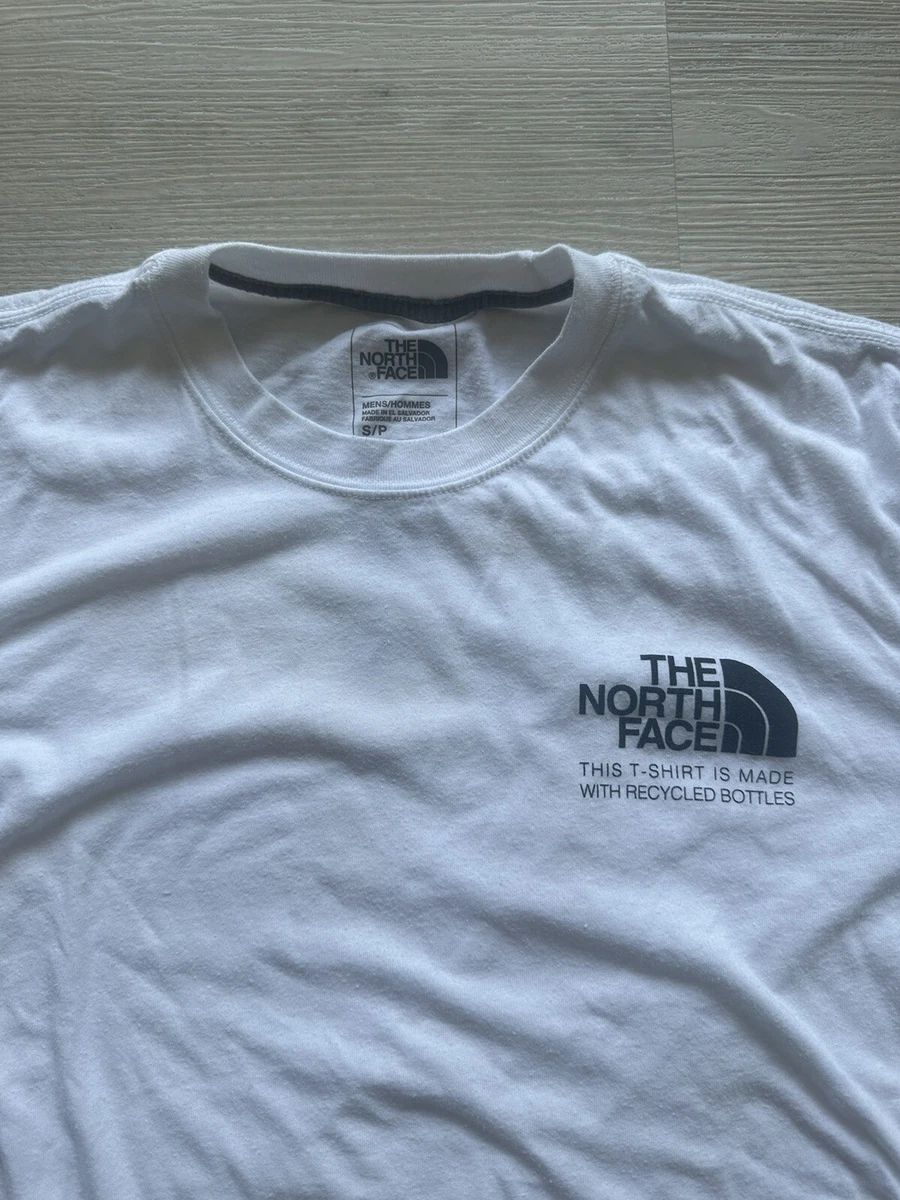 THE
NORTH
®FACE
MENS/HOMMES
MADE IN EL SALVADOR
FABRIQUÉ AU SALVADOR
S/P
THE
NORTH
FACE
THIS T-SHIRT IS MADE
WITH RECYCLED BOTTLES